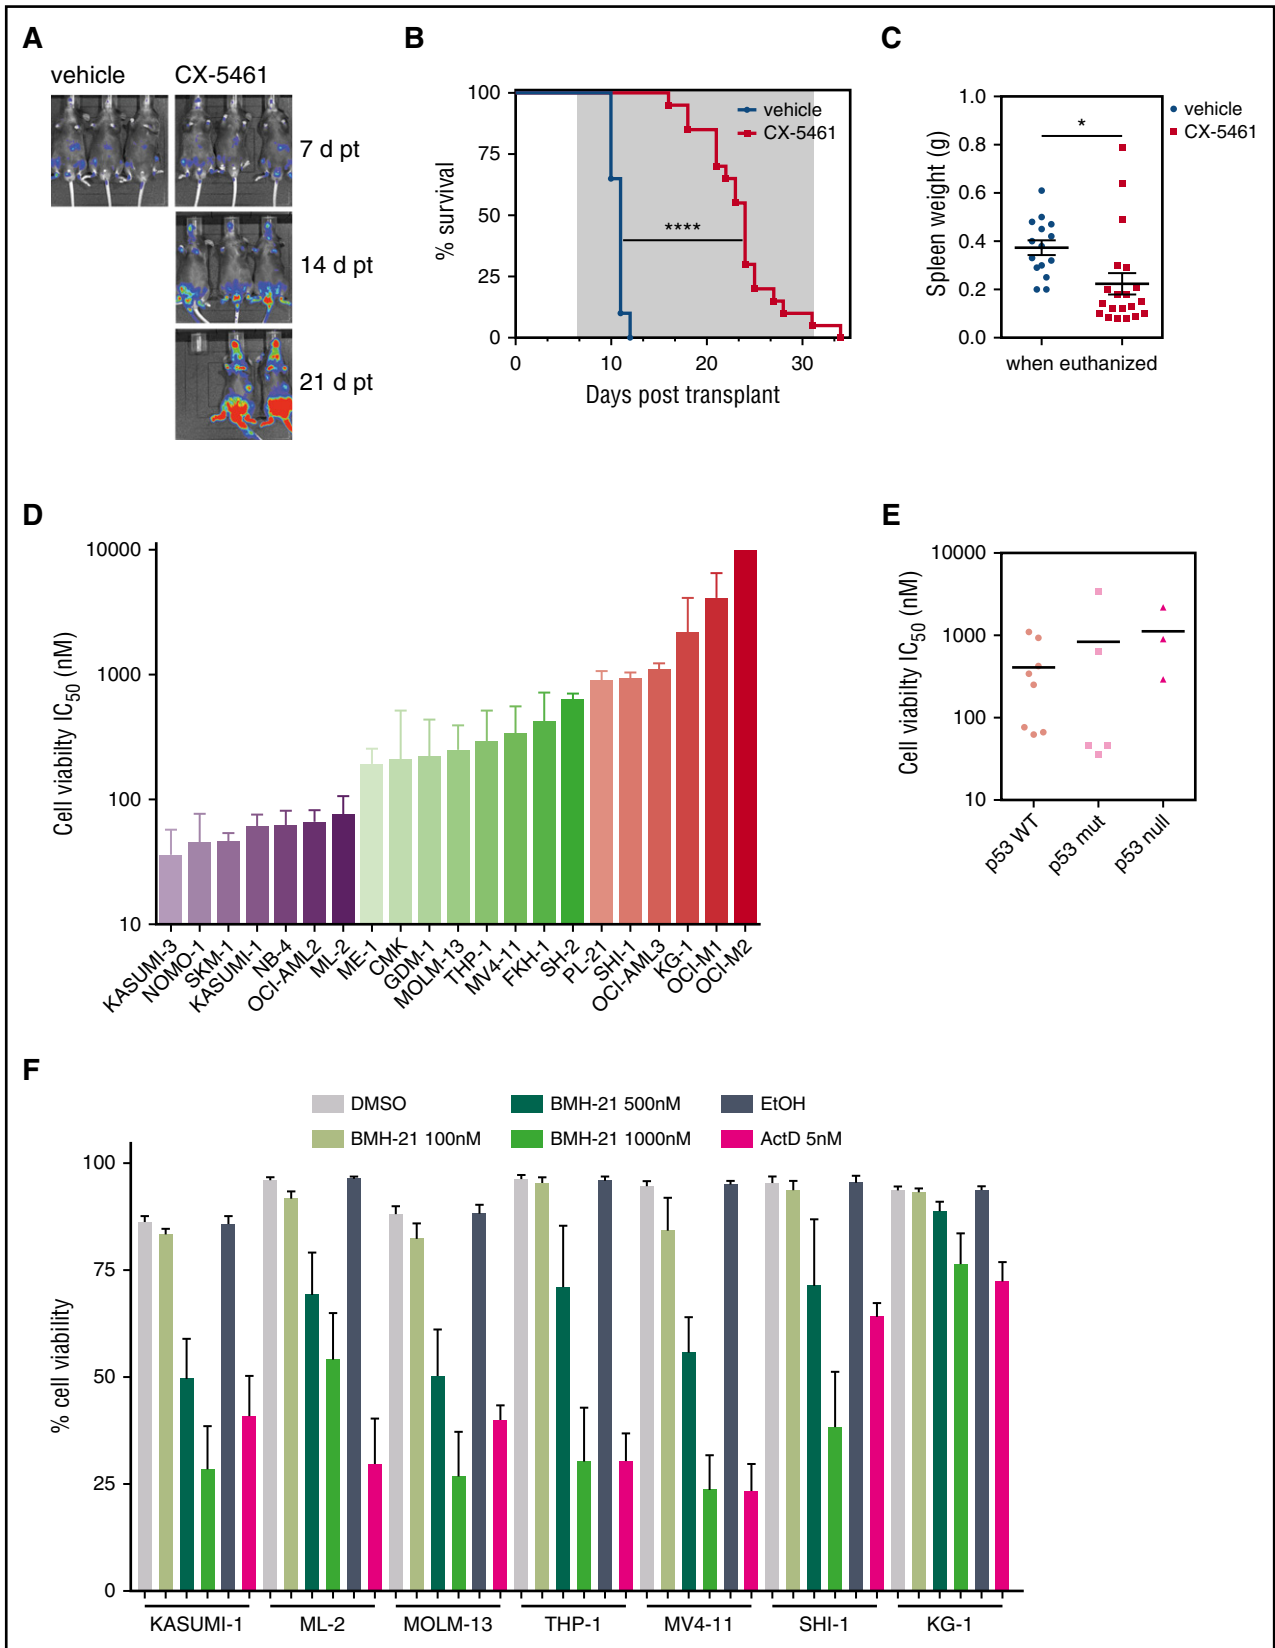 A
vehicle
CX-5461
7 d pt
14 d pt
21 d pt
B
% survival
100
75
50
25
0
vehicle
CX-5461
****
0
10
20
30
Days post transplant
C
Spleen weight (g)
1.0
0.8
0.6
0.4
0.2
0.0
*
vehicle
CX-5461
when euthanized
D
Cell viabilty IC50 (nM)
10000
1000
100
10
KASUMI-3
NOMO-1
SKM-1
KASUMI-1
NB-4
OCI-AML2
ML-2
ME-1
CMK
GDM-1
MOLM-13
THP-1
MV4-11
FKH-1
SH-2
PL-21
SHI-1
OCI-AML3
KG-1
OCI-M1
OCI-M2
E
Cell viabilty IC50 (nM)
10000
1000
100
10
p53 WT
p53 mut
p53 null
F
DMSO
BMH-21 500nM
EtOH
BMH-21 100nM
BMH-21 1000nM
ActD 5nM
% cell viability
100
75
50
25
0
KASUMI-1
ML-2
MOLM-13
THP-1
MV4-11
SHI-1
KG-1